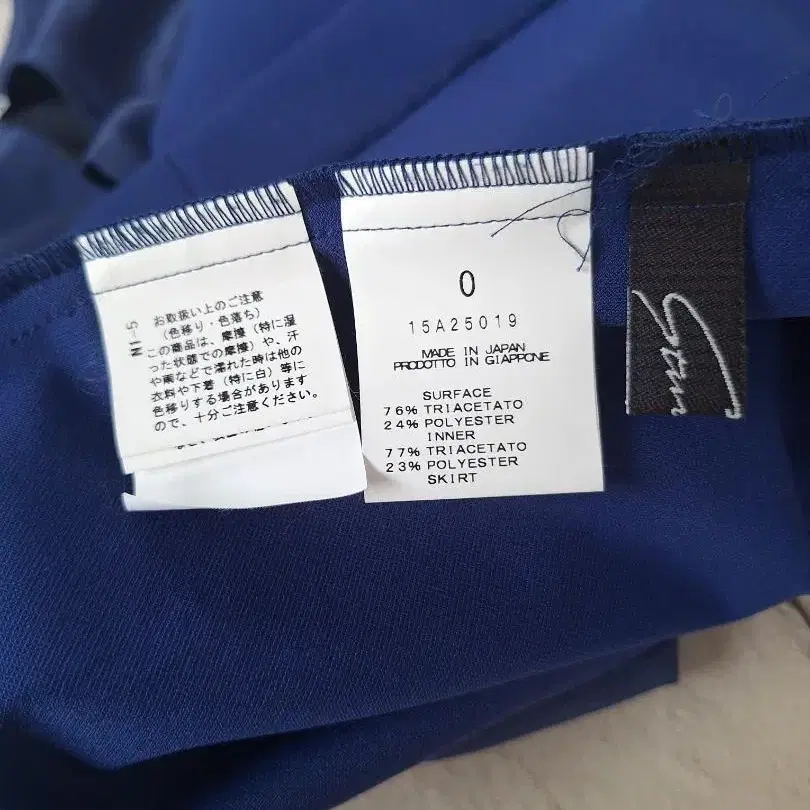 N1-5
お取扱い上のご注意
（色移り・色落ち）
この商品は、摩擦（特に湿
った状態での摩擦）や、汗
や雨などで濡れた時は他の
衣料や下着（特に白）等に
色移りする場合があります
ので、十分ご注意ください。
0
15A25019
MADE IN JAPAN
PRODOTTO IN GIAPPONE
SURFACE
76% TRIACETATO
24% POLYESTER
INNER
77% TRIACETATO
23% POLYESTER
SKIRT